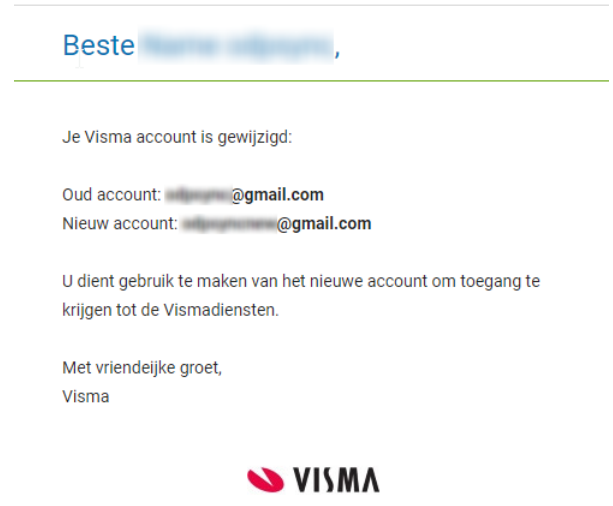 Beste ,
Je Visma account is gewijzigd:
Oud account: @gmail.com
Nieuw account: @gmail.com
U dient gebruik te maken van het nieuwe account om toegang te
krijgen tot de Vismadiensten.
Met vriendeijke groet,
Visma
VISMA